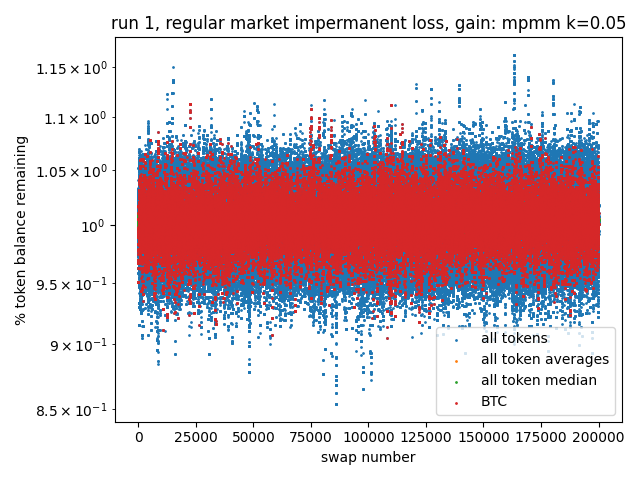 run 1, regular market impermanent loss, gain: mpmm k=0.05
% token balance remaining
1.15 × 10⁰
1.1 × 10⁰
1.05 × 10⁰
10⁰
9.5 × 10⁻¹
9 × 10⁻¹
8.5 × 10⁻¹
all tokens
all token averages
all token median
BTC
0 25000 50000 75000 100000 125000 150000 175000 200000
swap number